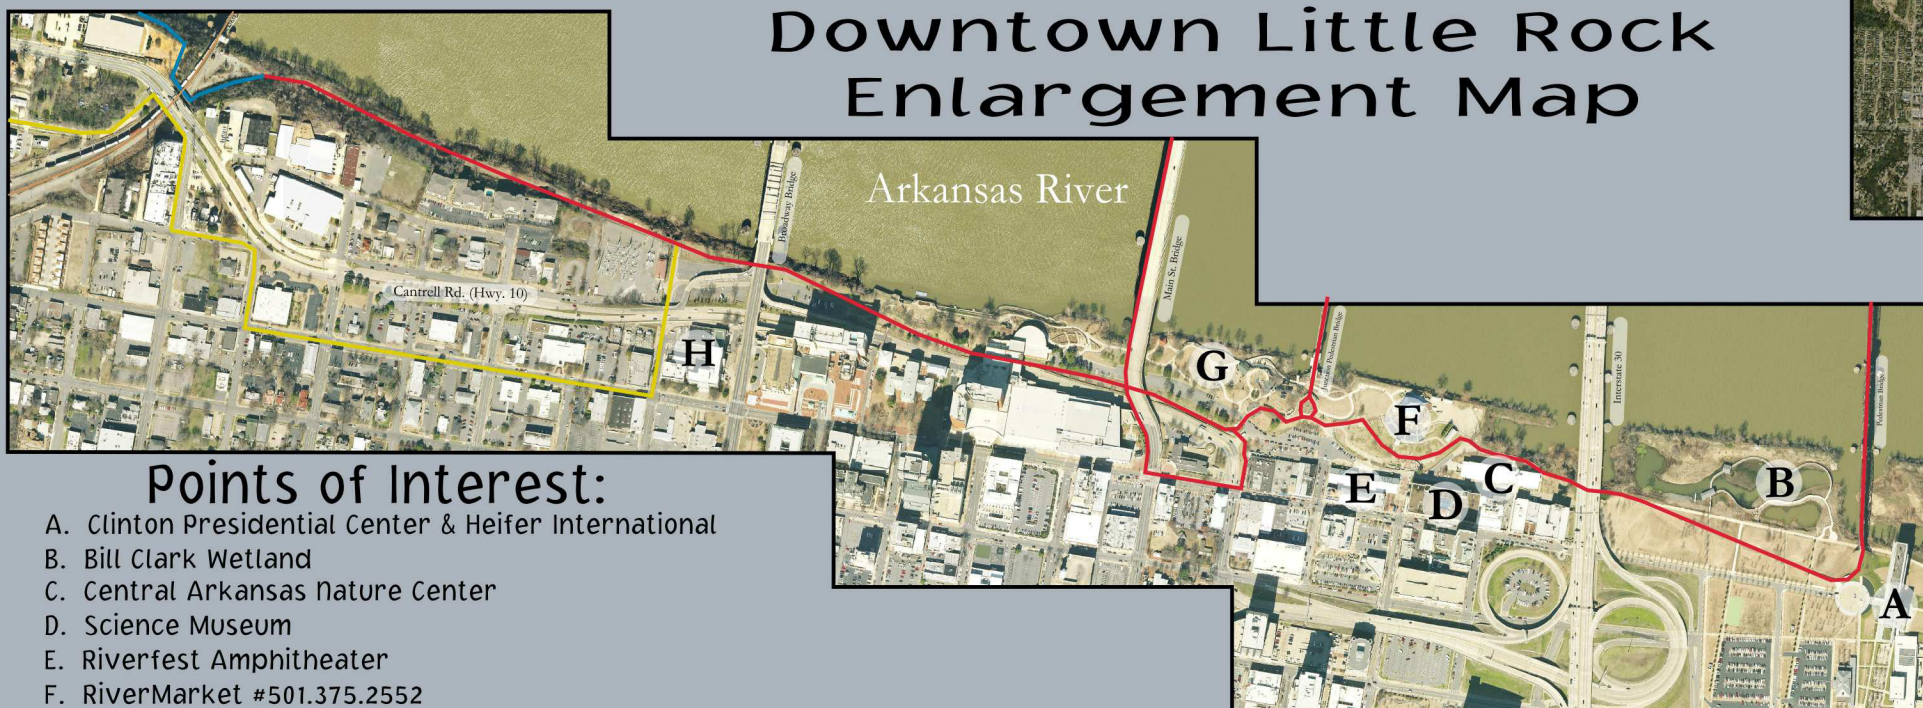 Downtown Little Rock
Enlargement Map
Arkansas River
Broadway Bridge
Main St. Bridge
Cantrell Rd. (Hwy. 10)
Junction Pedestrian Bridge
Interstate 30
Pedestrian Bridge
H
G
F
E
D
C
B
A
Points of Interest:
A. Clinton Presidential Center & Heifer International
B. Bill Clark Wetland
C. Central Arkansas Nature Center
D. Science Museum
E. Riverfest Amphitheater
F. RiverMarket #501.375.2552